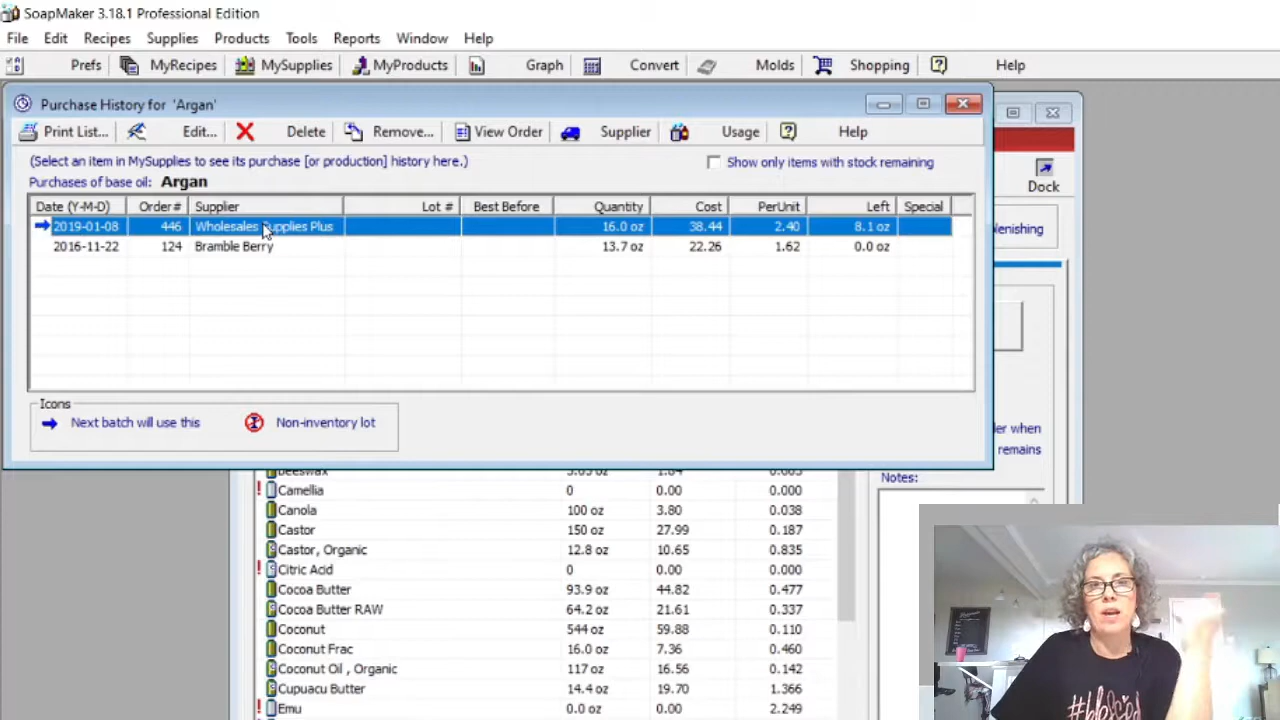 SoapMaker 3.18.1 Professional Edition
File Edit Recipes Supplies Products Tools Reports Window Help
Prefs MyRecipes MySupplies MyProducts Graph Convert Molds Shopping Help
Purchase History for 'Argan'
Print List... Edit... Delete Remove... View Order Supplier Usage Help
(Select an item in MySupplies to see its purchase [or production] history here.) Show only items with stock remaining
Purchases of base oil: Argan
Dock
Date (Y-M-D) Order # Supplier Lot # Best Before Quantity Cost PerUnit Left Special
2019-01-08 446 Wholesales Supplies Plus 16.0 oz 38.44 2.40 8.1 oz
2016-11-22 124 Bramble Berry 13.7 oz 22.26 1.62 0.0 oz
lenishing
Icons
Next batch will use this Non-inventory lot
er when
remains
Notes:
Beeswax 1.84
! Camellia 0 0.00 0.000
Canola 100 oz 3.80 0.038
Castor 150 oz 27.99 0.187
Castor, Organic 12.8 oz 10.65 0.835
! Citric Acid 0 0.00 0.000
Cocoa Butter 93.9 oz 44.82 0.477
Cocoa Butter RAW 64.2 oz 21.61 0.337
Coconut 544 oz 59.88 0.110
Coconut Frac 16.0 oz 7.36 0.460
Coconut Oil , Organic 117 oz 16.56 0.142
Cupuacu Butter 14.4 oz 19.70 1.366
! Emu 0.0 oz 0.00 2.249
#blessed